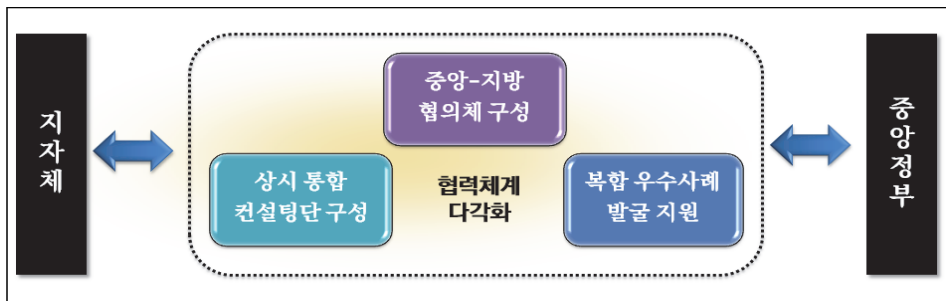 지자체
중앙-지방
협의체 구성
상시 통합
컨설팅단 구성
협력체계
다각화
복합 우수사례
발굴 지원
중앙정부